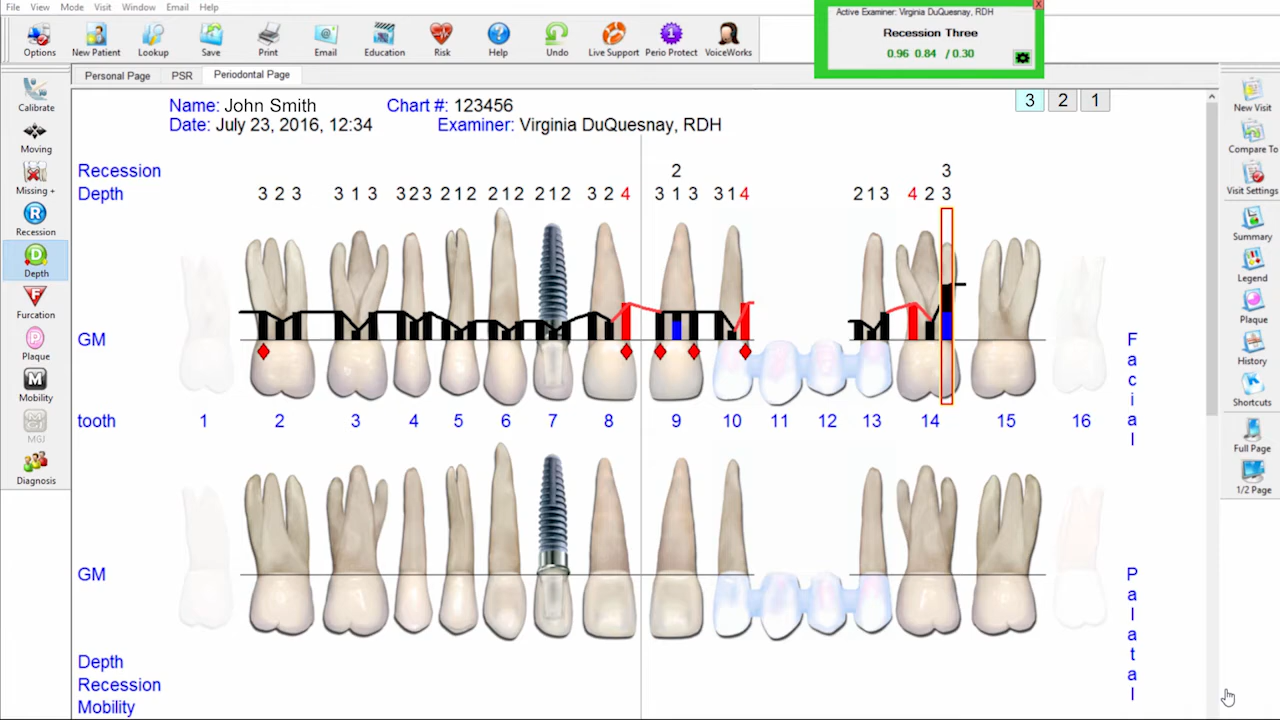 File View Mode Visit Window Email Help
Options New Patient Lookup Save Print Email Education Risk Help Undo Live Support Perio Protect VoiceWorks
Active Examiner: Virginia DuQuesnay, RDH
Recession Three
0.96 0.84 / 0.30
Personal Page PSR Periodontal Page
Name: John Smith Chart #: 123456
Date: July 23, 2016, 12:34 Examiner: Virginia DuQuesnay, RDH
3 2 1
Calibrate
Moving
Missing +
R
Recession
D
Depth
F
Furcation
P
Plaque
M
Mobility
MG
MGJ
Diagnosis
Recession 2 3
Depth 3 2 3 3 1 3 3 2 3 2 1 2 2 1 2 2 1 2 3 2 4 3 1 3 3 1 4 2 1 3 4 2 3
GM
Facial
tooth 1 2 3 4 5 6 7 8 9 10 11 12 13 14 15 16
GM
Palatal
Depth
Recession
Mobility
New Visit
Compare To
Visit Settings
Summary
Legend
Plaque
History
Shortcuts
Full Page
1/2 Page